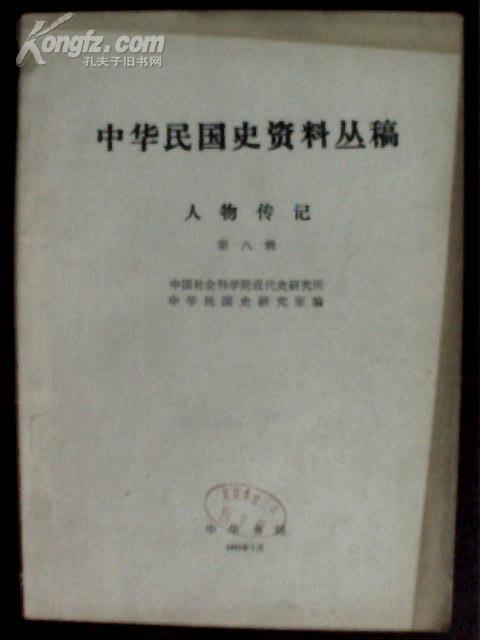 Kongfz.com
孔夫子旧书网
中华民国史资料丛稿
人物传记
第八辑
中国社会科学院近代史研究所
中华民国史研究室编
中华书局